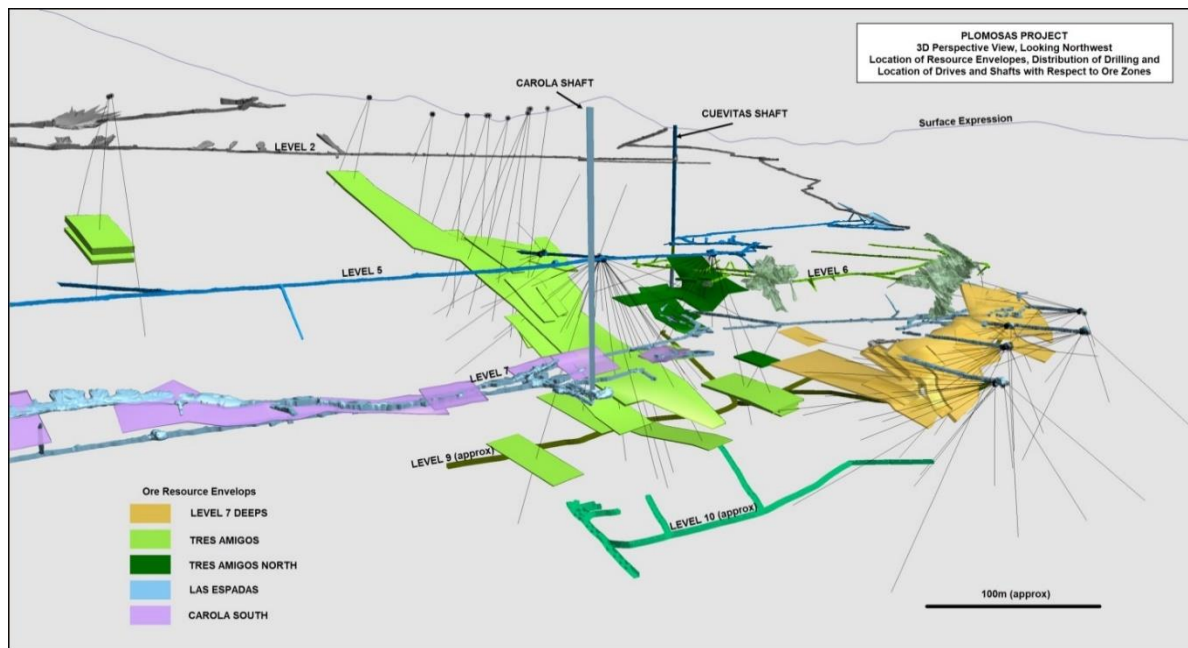 PLOMOSAS PROJECT
3D Perspective View, Looking Northwest
Location of Resource Envelopes, Distribution of Drilling and
Location of Drives and Shafts with Respect to Ore Zones
CAROLA SHAFT
CUEVITAS SHAFT
Surface Expression
LEVEL 2
LEVEL 5
LEVEL 6
LEVEL 7
LEVEL 9 (approx)
LEVEL 10 (approx)
Ore Resource Envelops
LEVEL 7 DEEPS
TRES AMIGOS
TRES AMIGOS NORTH
LAS ESPADAS
CAROLA SOUTH
100m (approx)